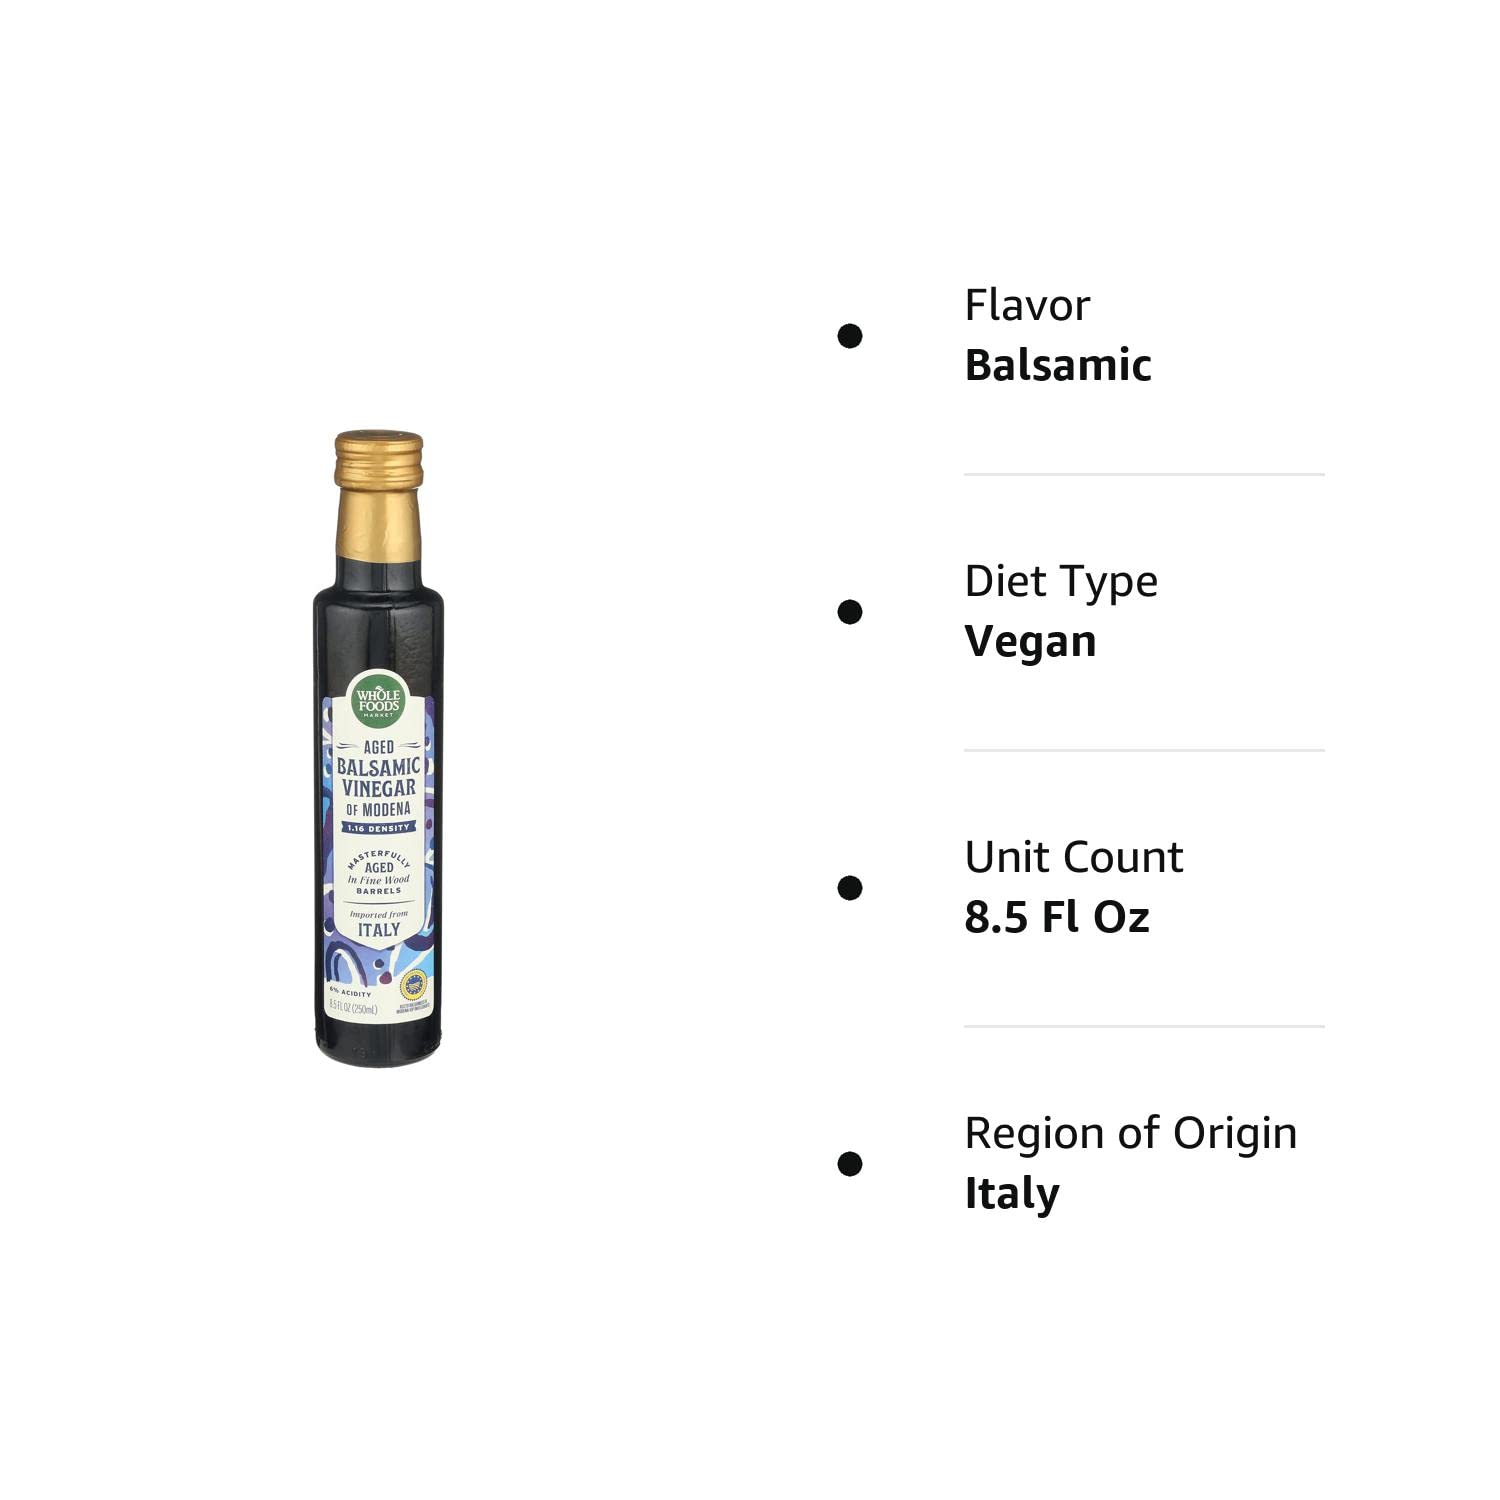 WHOLE
FOODS
MARKET
AGED
BALSAMIC
VINEGAR
OF MODENA
1.16 DENSITY
MASTERFULLY
AGED
In Fine Wood
BARRELS
Imported from
ITALY
6% ACIDITY
8.5 FL OZ (250mL)
Flavor
Balsamic
Diet Type
Vegan
Unit Count
8.5 Fl Oz
Region of Origin
Italy